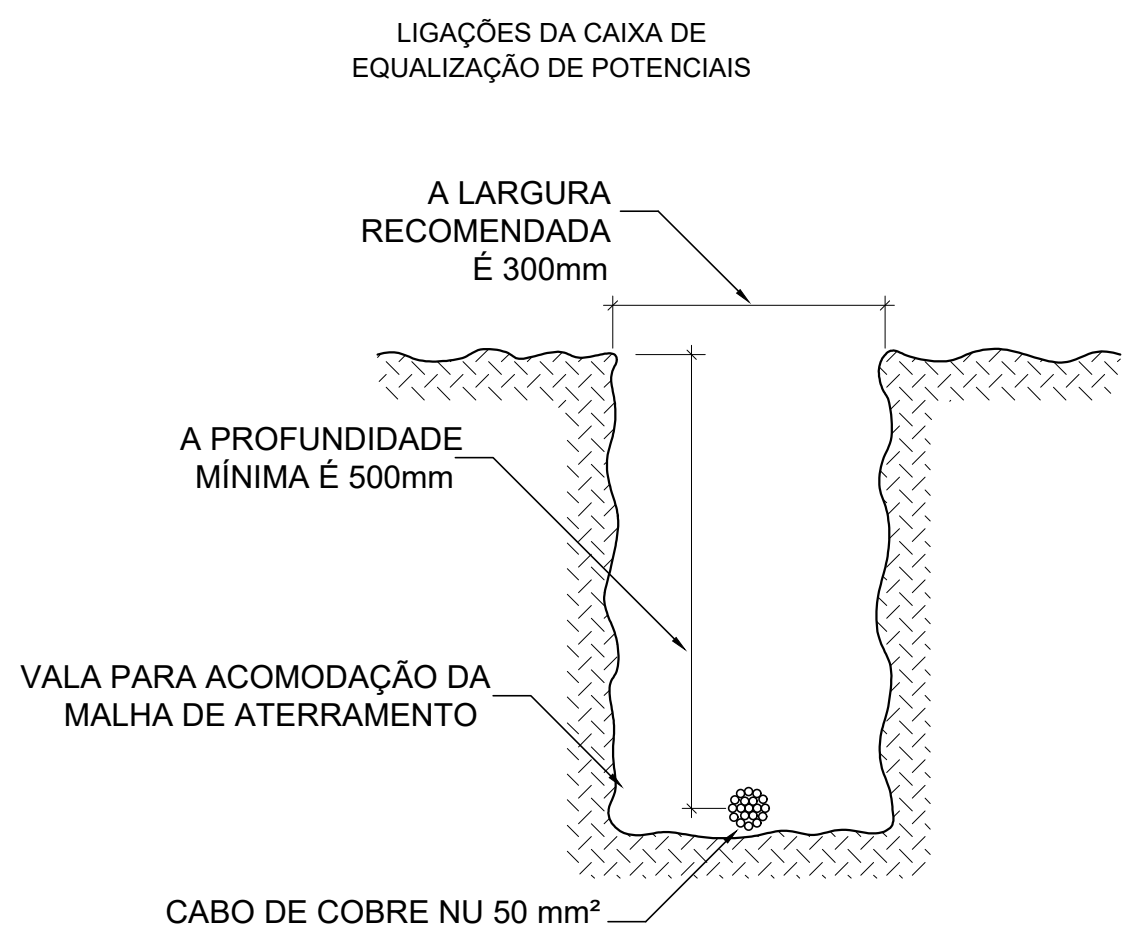 LIGAÇÕES DA CAIXA DE
EQUALIZAÇÃO DE POTENCIAIS
A LARGURA
RECOMENDADA
É 300mm
A PROFUNDIDADE
MÍNIMA É 500mm
VALA PARA ACOMODAÇÃO DA
MALHA DE ATERRAMENTO
CABO DE COBRE NU 50 mm²